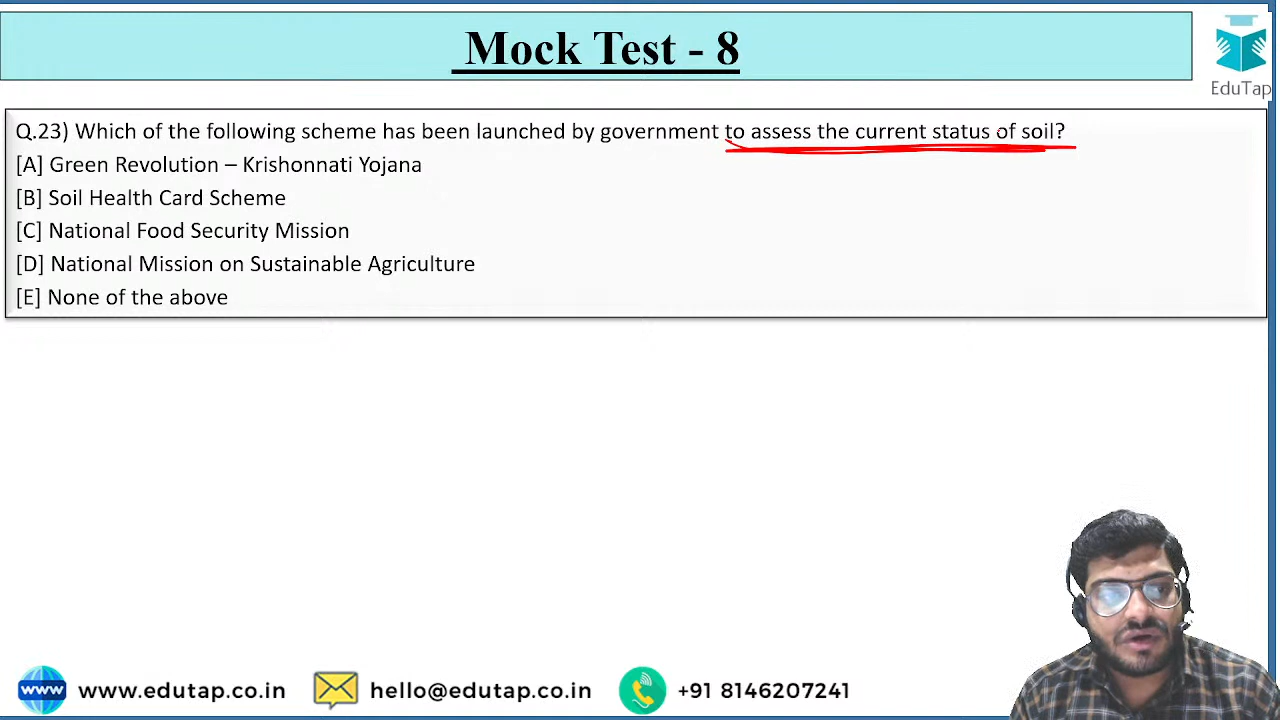 Mock Test - 8
EduTap
Q.23) Which of the following scheme has been launched by government to assess the current status of soil?
[A] Green Revolution – Krishonnati Yojana
[B] Soil Health Card Scheme
[C] National Food Security Mission
[D] National Mission on Sustainable Agriculture
[E] None of the above
www www.edutap.co.in hello@edutap.co.in +91 8146207241